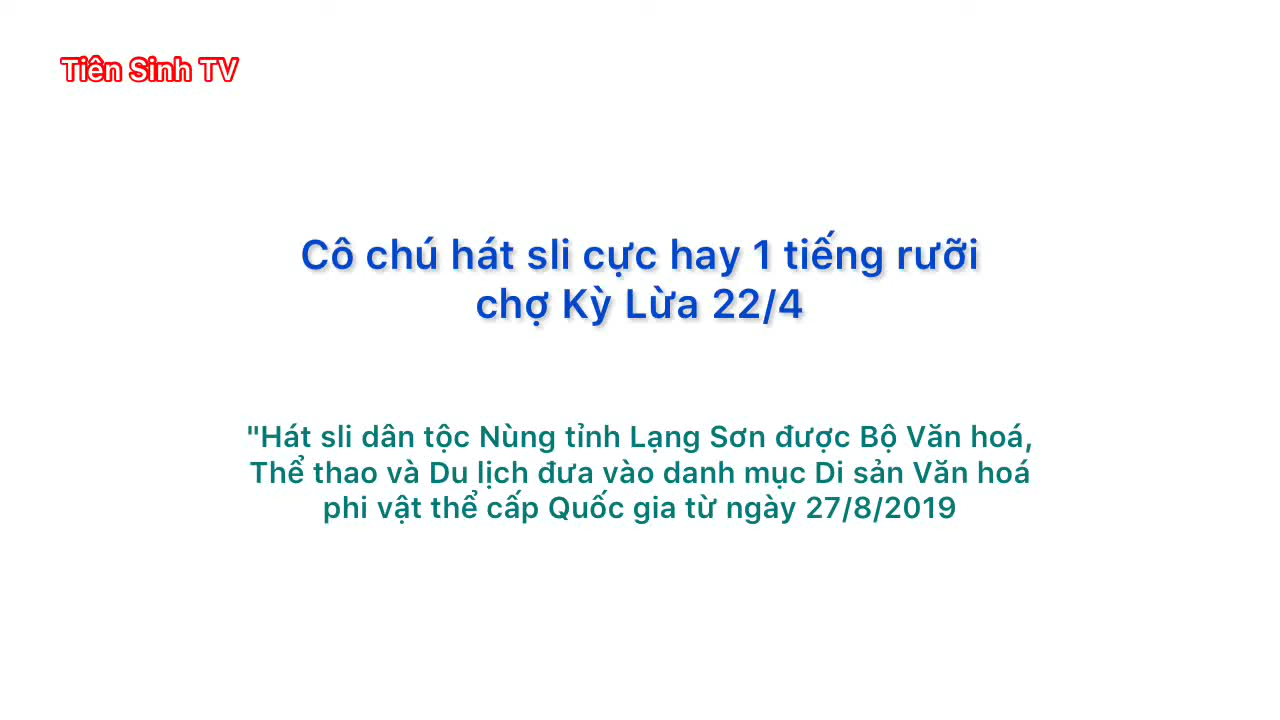 Tiên Sinh TV
Cô chú hát sli cực hay 1 tiếng rưỡi
chợ Kỳ Lừa 22/4
"Hát sli dân tộc Nùng tỉnh Lạng Sơn được Bộ Văn hoá,
Thể thao và Du lịch đưa vào danh mục Di sản Văn hoá
phi vật thể cấp Quốc gia từ ngày 27/8/2019